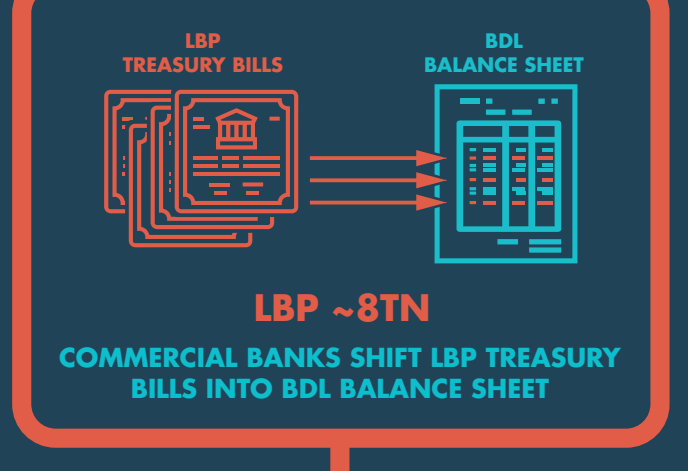 LBP
TREASURY BILLS
BDL
BALANCE SHEET
LBP ~8TN
COMMERCIAL BANKS SHIFT LBP TREASURY
BILLS INTO BDL BALANCE SHEET